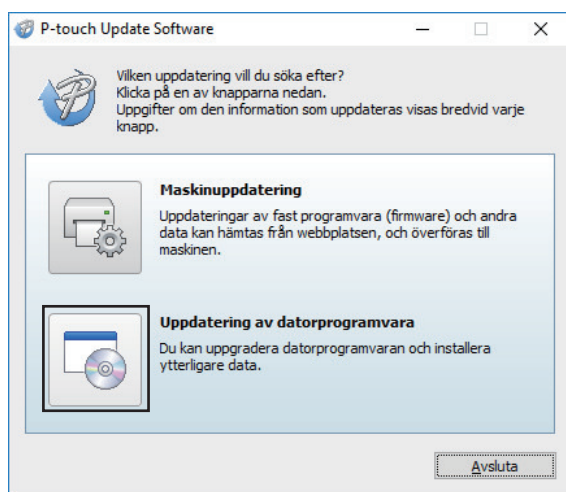 P-touch Update Software
Vilken uppdatering vill du söka efter?
Klicka på en av knapparna nedan.
Uppgifter om den information som uppdateras visas bredvid varje
knapp.
Maskinuppdatering
Uppdateringar av fast programvara (firmware) och andra
data kan hämtas från webbplatsen, och överföras till
maskinen.
Uppdatering av datorprogramvara
Du kan uppgradera datorprogramvaran och installera
ytterligare data.
Avsluta